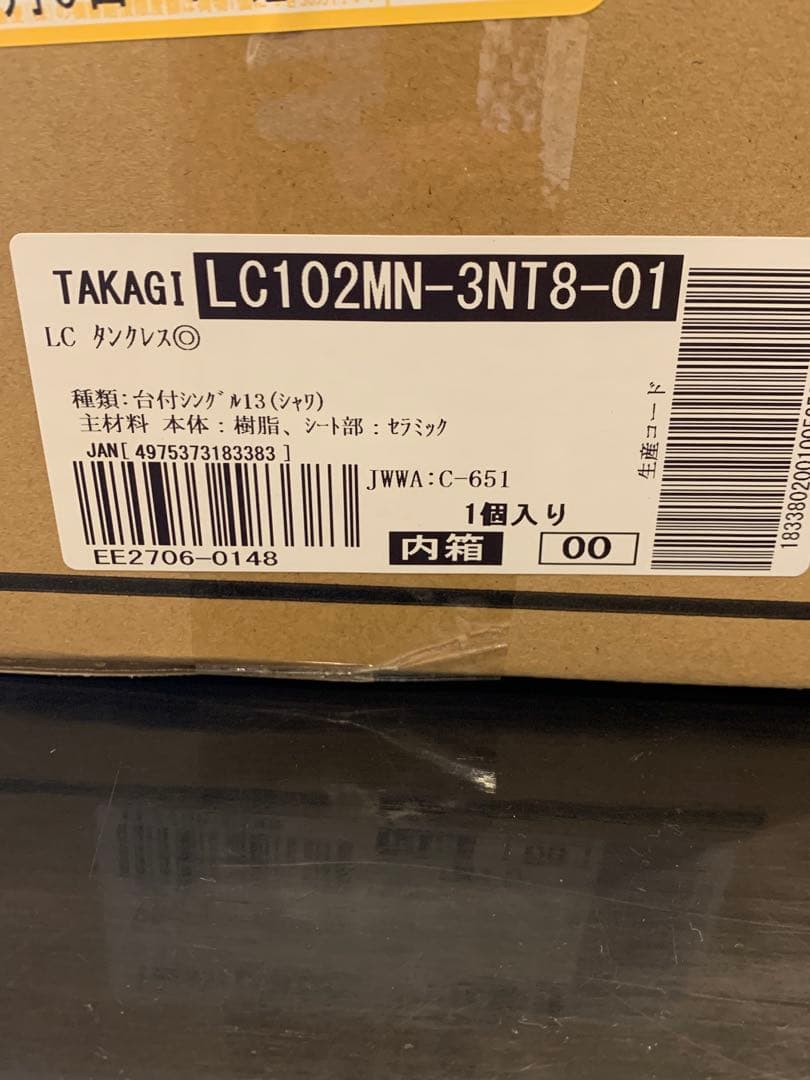 TAKAGI LC102MN-3NT8-01
LC ﾀﾝｸﾚｽ◎
種類:台付ｼﾝｸﾞﾙ13(ｼｬﾜ)
主材料 本体：樹脂、ｼｰﾄ部：ｾﾗﾐｯｸ
JAN[ 4975373183383 ]
JWWA:C-651
1個入り
EE2706-0148
内箱
00
生産コード